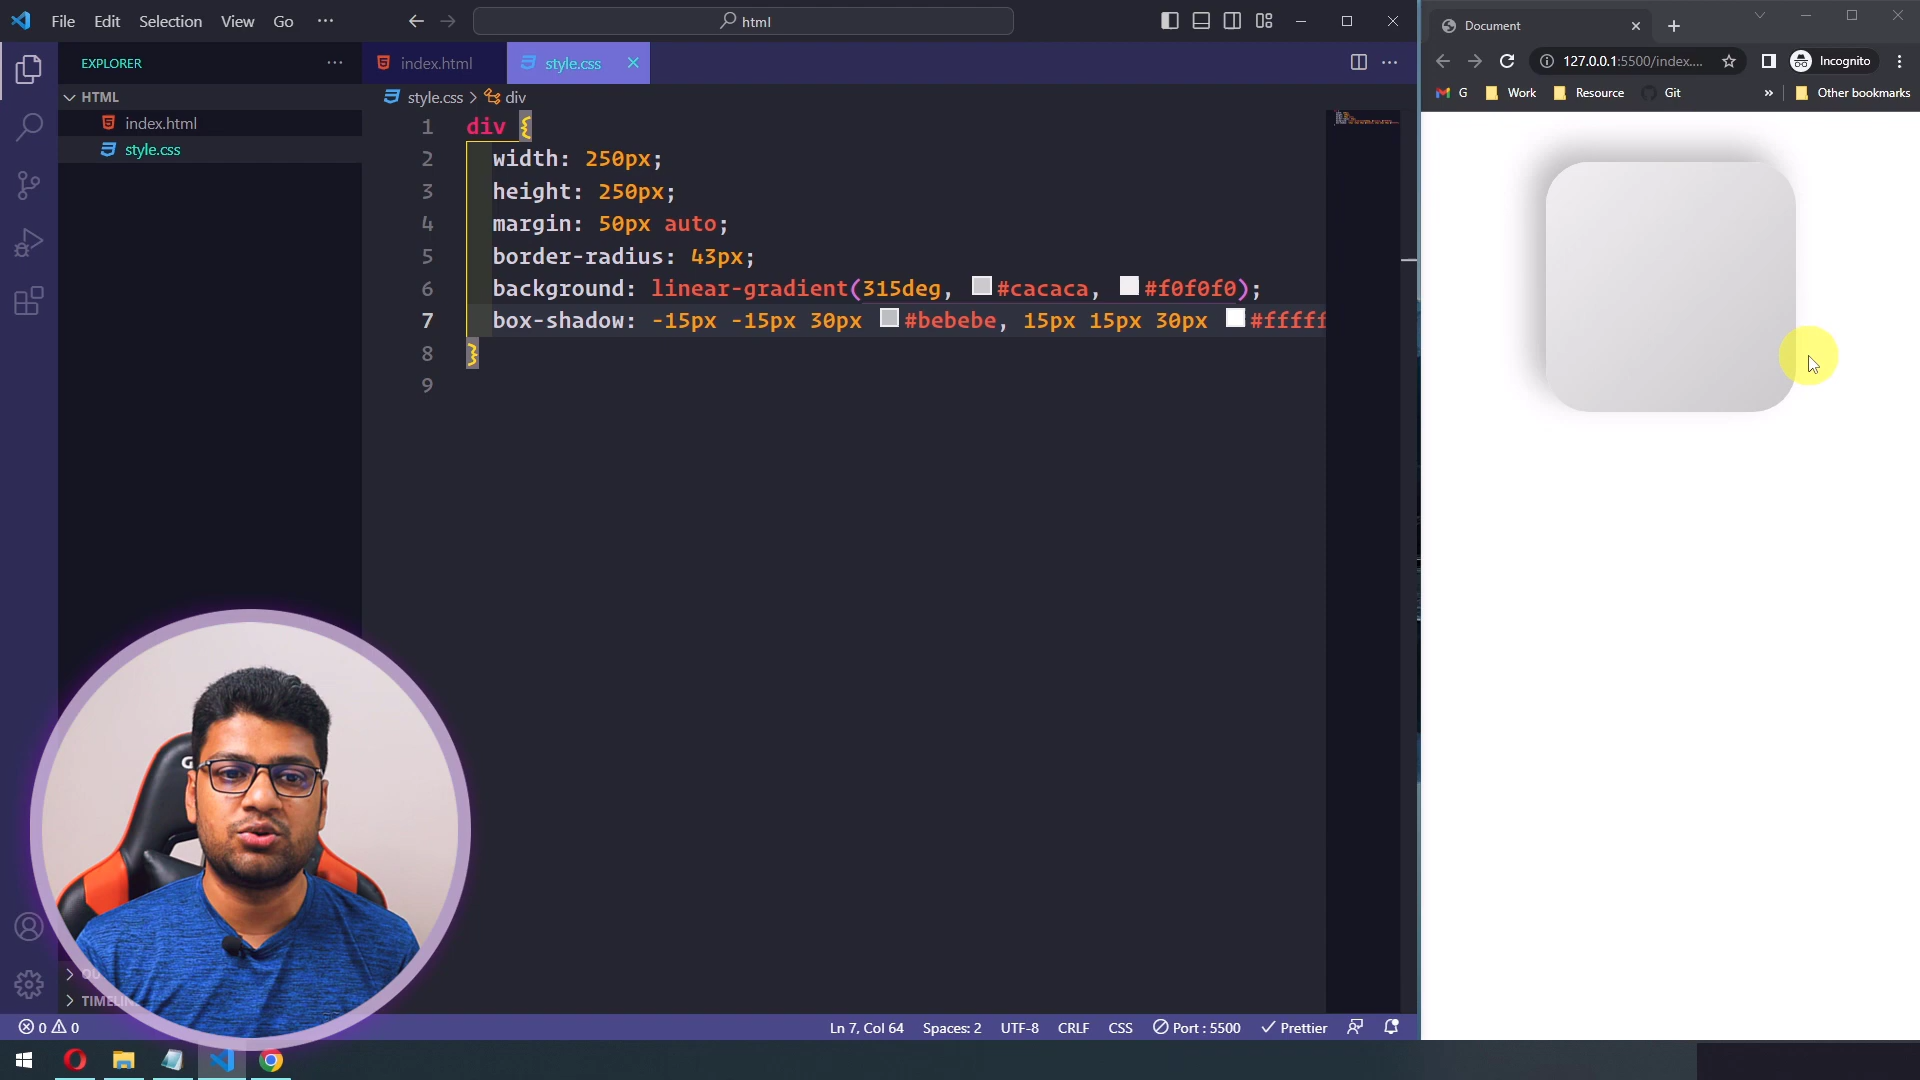 File Edit Selection View Go ··· html
Document
127.0.0.1:5500/index.... Incognito
G Work Resource Git » Other bookmarks
EXPLORER ···
index.html style.css
style.css > div
HTML
index.html
style.css
1 div {
2 width: 250px;
3 height: 250px;
4 margin: 50px auto;
5 border-radius: 43px;
6 background: linear-gradient(315deg, #cacaca, #f0f0f0);
7 box-shadow: -15px -15px 30px #bebebe, 15px 15px 30px #fffff
8 }
9
G
OU
TIMELIN
0 0 Ln 7, Col 64 Spaces: 2 UTF-8 CRLF CSS Port : 5500 Prettier